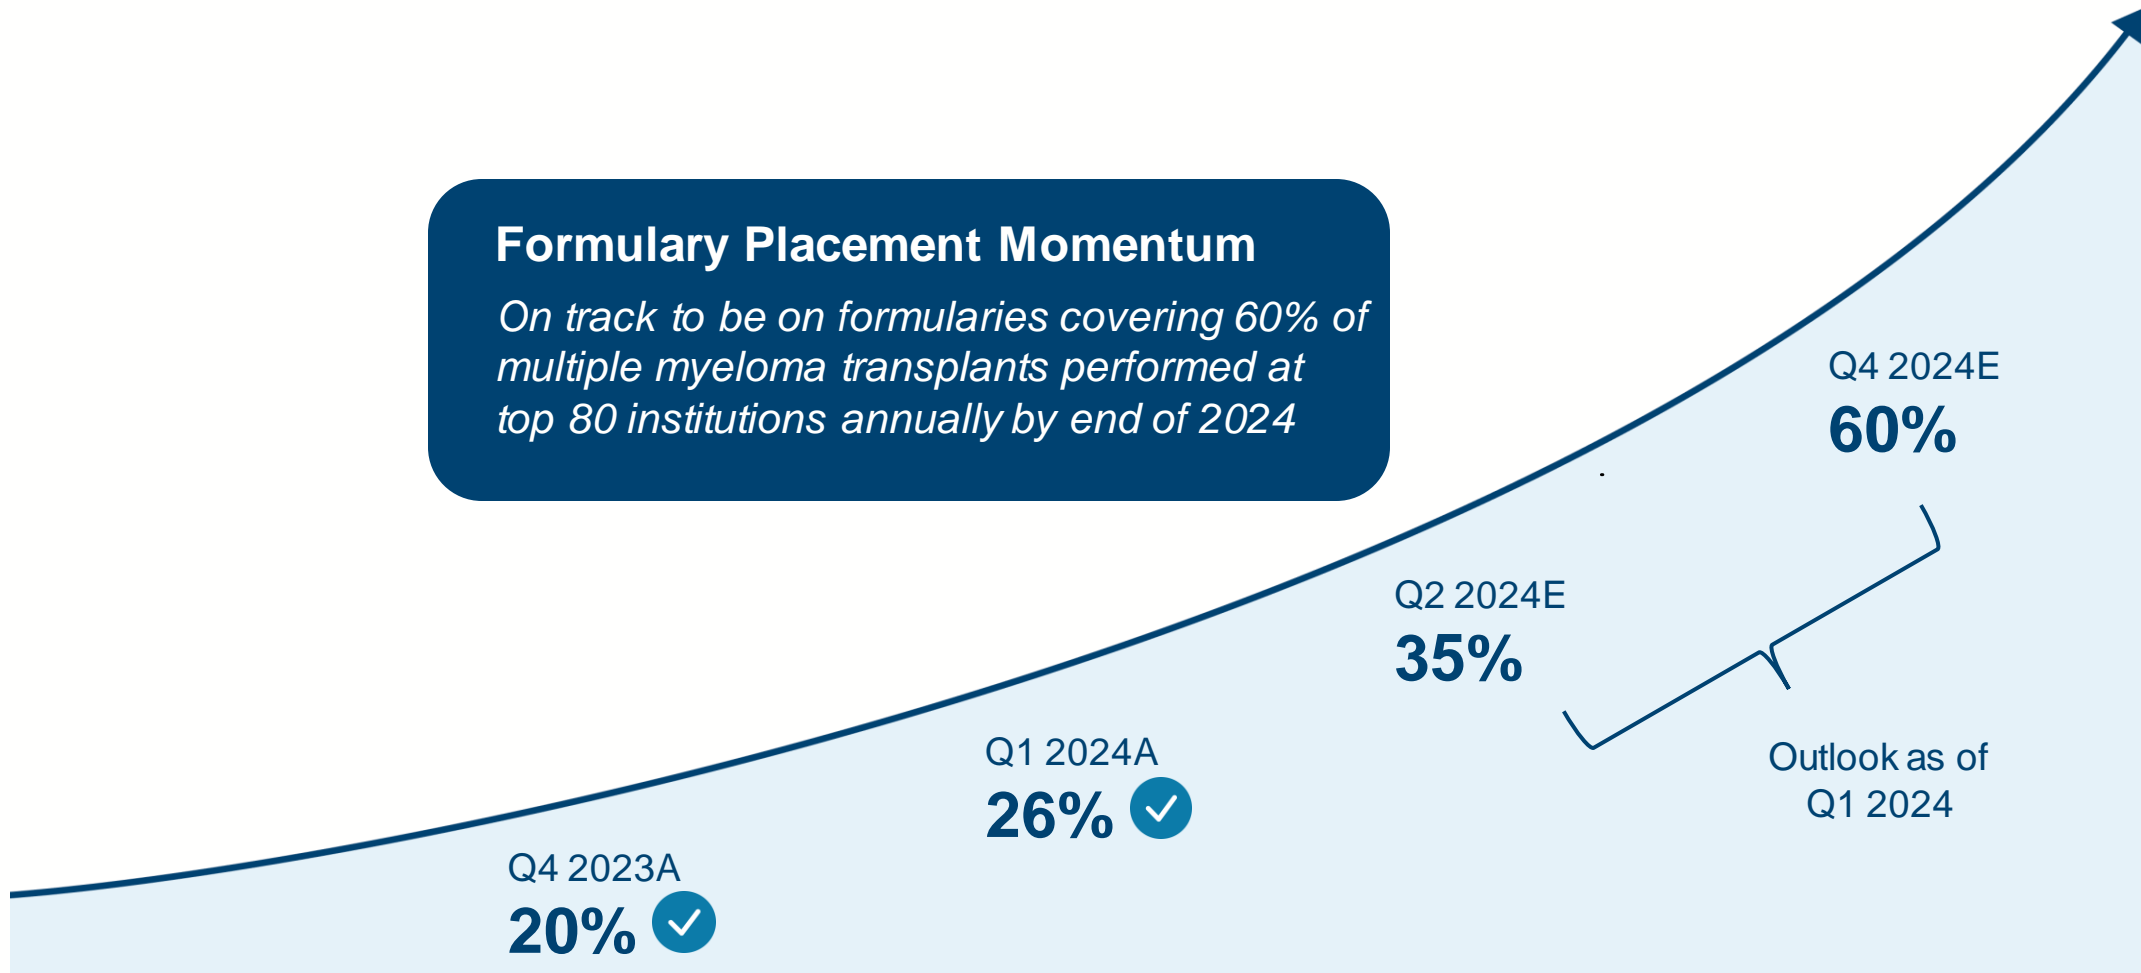 Formulary Placement Momentum
On track to be on formularies covering 60% of
multiple myeloma transplants performed at
top 80 institutions annually by end of 2024
Q4 2024E
60%
Q2 2024E
35%
Outlook as of
Q1 2024
Q1 2024A
26%
Q4 2023A
20%